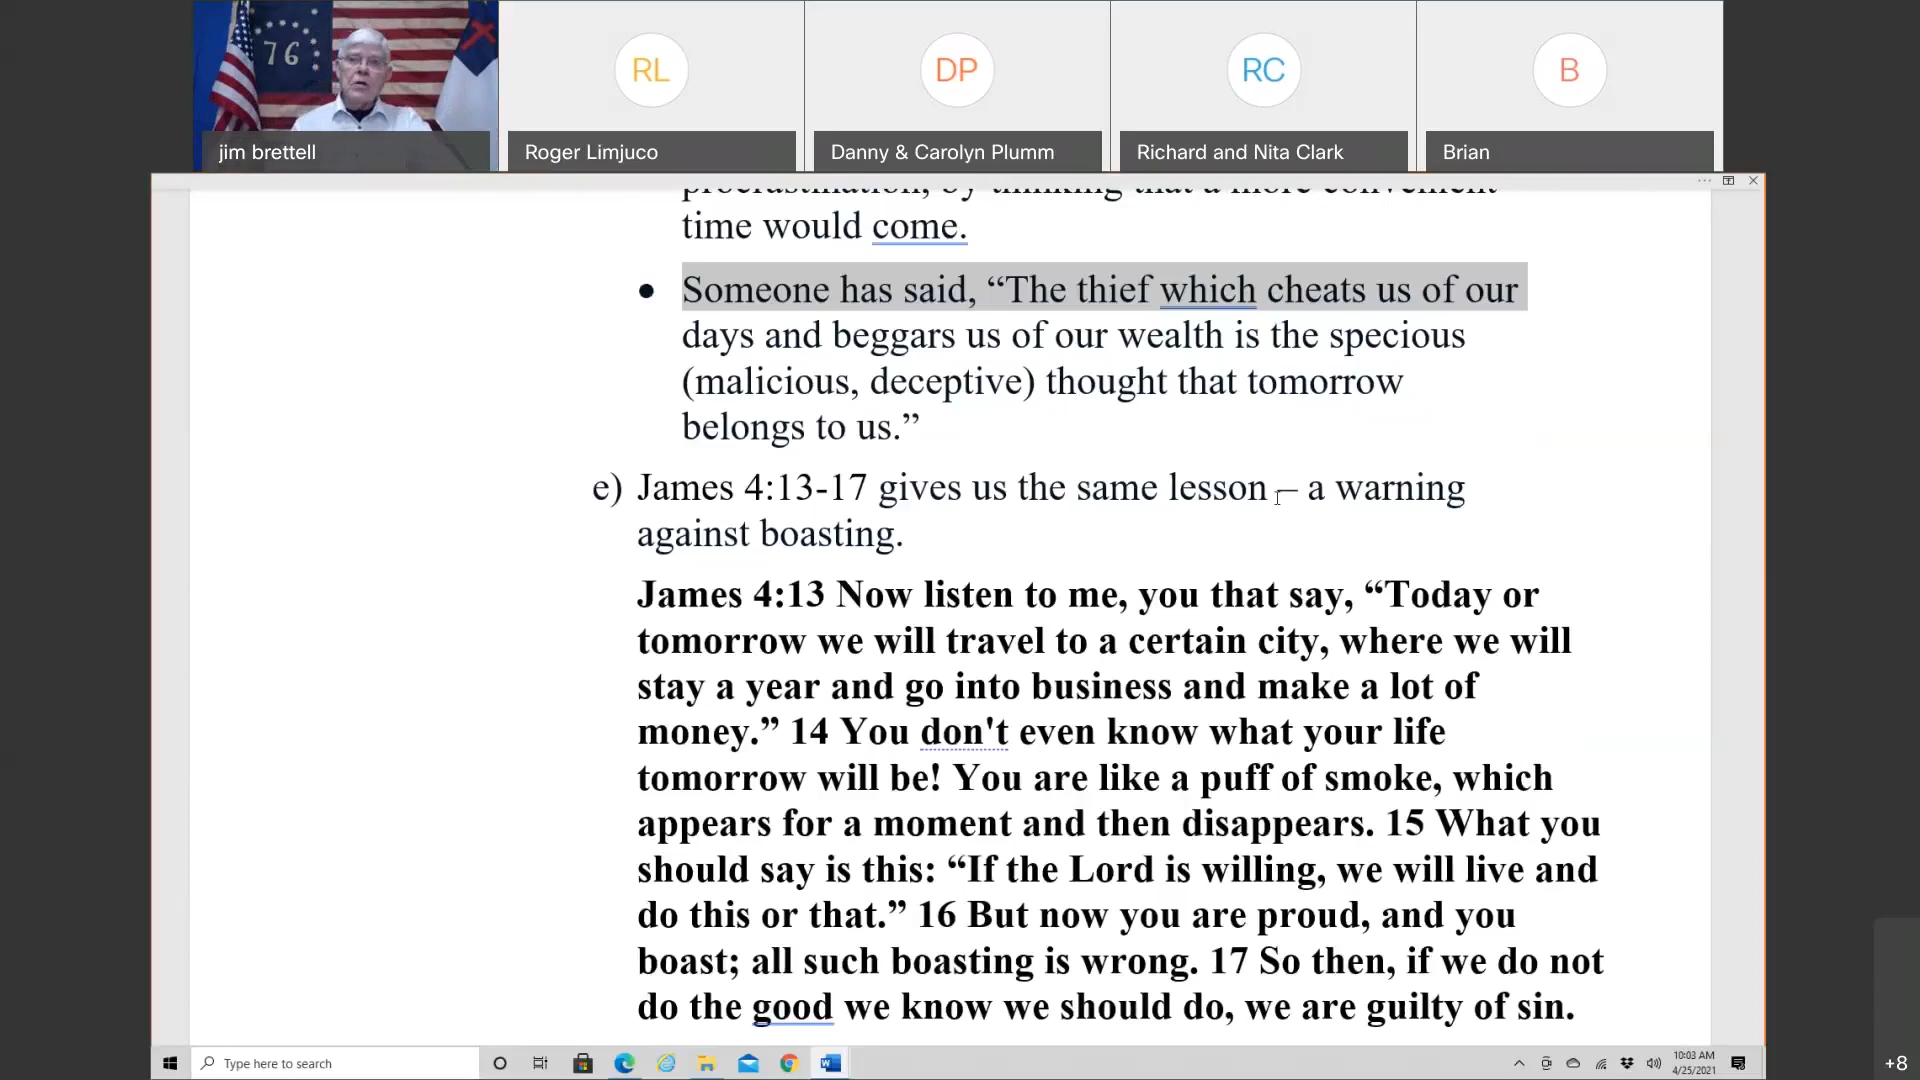 76
RL
DP
RC
B
jim brettell
Roger Limjuco
Danny & Carolyn Plumm
Richard and Nita Clark
Brian
procrastination, by thinking that a more convenient
time would come.
• Someone has said, “The thief which cheats us of our
days and beggars us of our wealth is the specious
(malicious, deceptive) thought that tomorrow
belongs to us.”
e) James 4:13-17 gives us the same lesson – a warning
against boasting.
James 4:13 Now listen to me, you that say, “Today or
tomorrow we will travel to a certain city, where we will
stay a year and go into business and make a lot of
money.” 14 You don't even know what your life
tomorrow will be! You are like a puff of smoke, which
appears for a moment and then disappears. 15 What you
should say is this: “If the Lord is willing, we will live and
do this or that.” 16 But now you are proud, and you
boast; all such boasting is wrong. 17 So then, if we do not
do the good we know we should do, we are guilty of sin.
Type here to search
10:03 AM
4/25/2021
+8